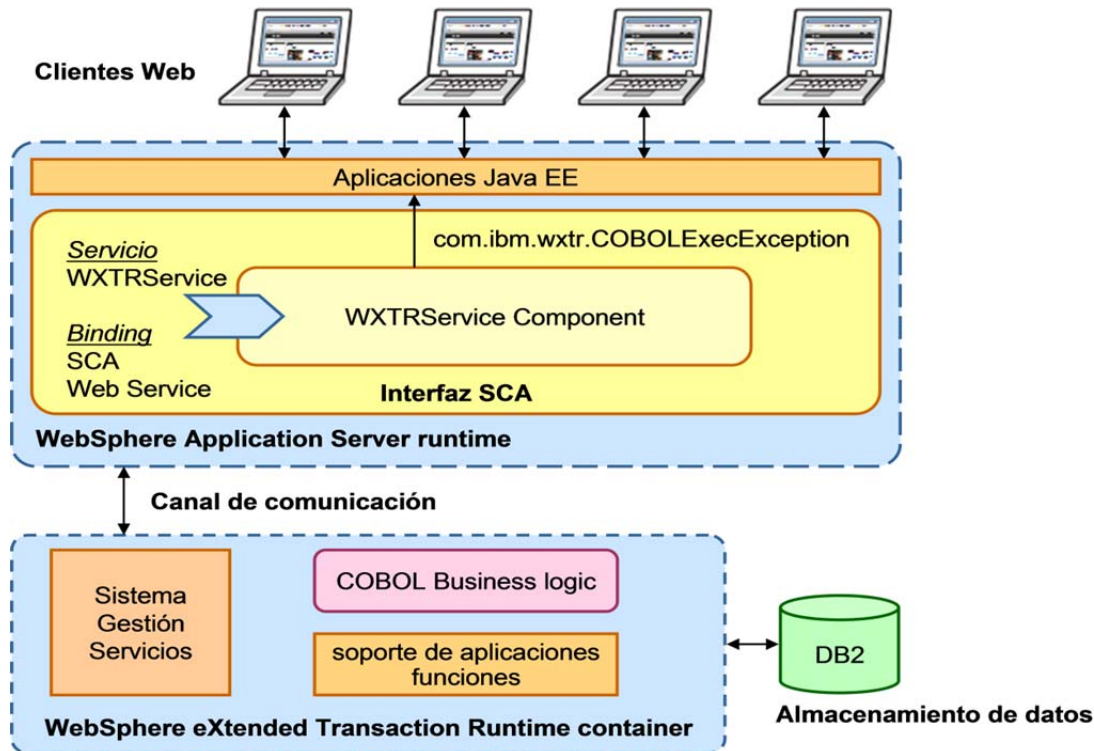 Clientes Web
Aplicaciones Java EE
com.ibm.wxtr.COBOLExecException
Servicio
WXTRService
WXTRService Component
Binding
SCA
Web Service
Interfaz SCA
WebSphere Application Server runtime
Canal de comunicación
Sistema
Gestión
Servicios
COBOL Business logic
soporte de aplicaciones
funciones
WebSphere eXtended Transaction Runtime container
DB2
Almacenamiento de datos